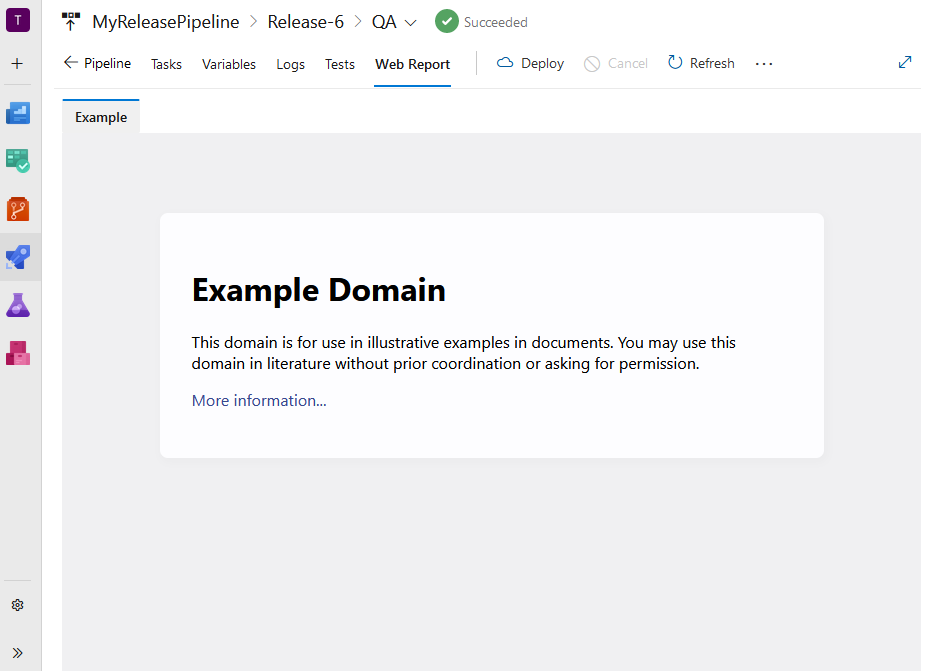 T
MyReleasePipeline > Release-6 > QA Succeeded
Pipeline Tasks Variables Logs Tests Web Report Deploy Cancel Refresh ...
Example
Example Domain
This domain is for use in illustrative examples in documents. You may use this
domain in literature without prior coordination or asking for permission.
More information...